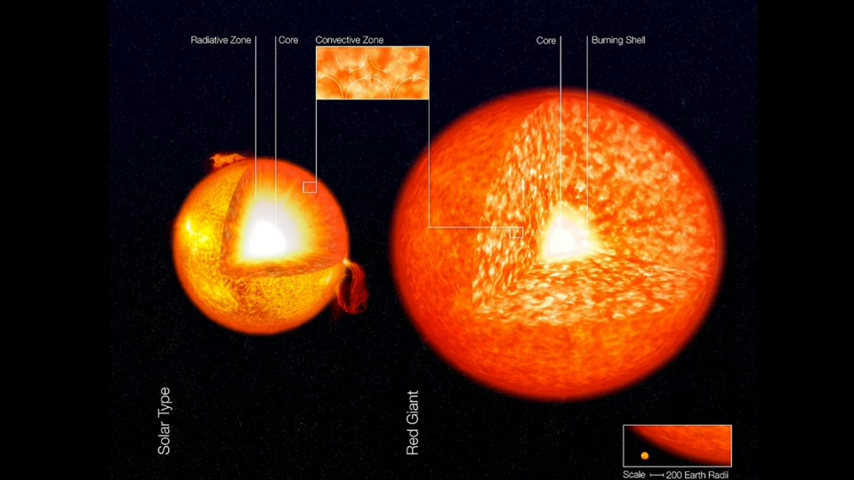 Radiative Zone
Core
Convective Zone
Core
Burning Shell
Solar Type
Red Giant
Scale 200 Earth Radii